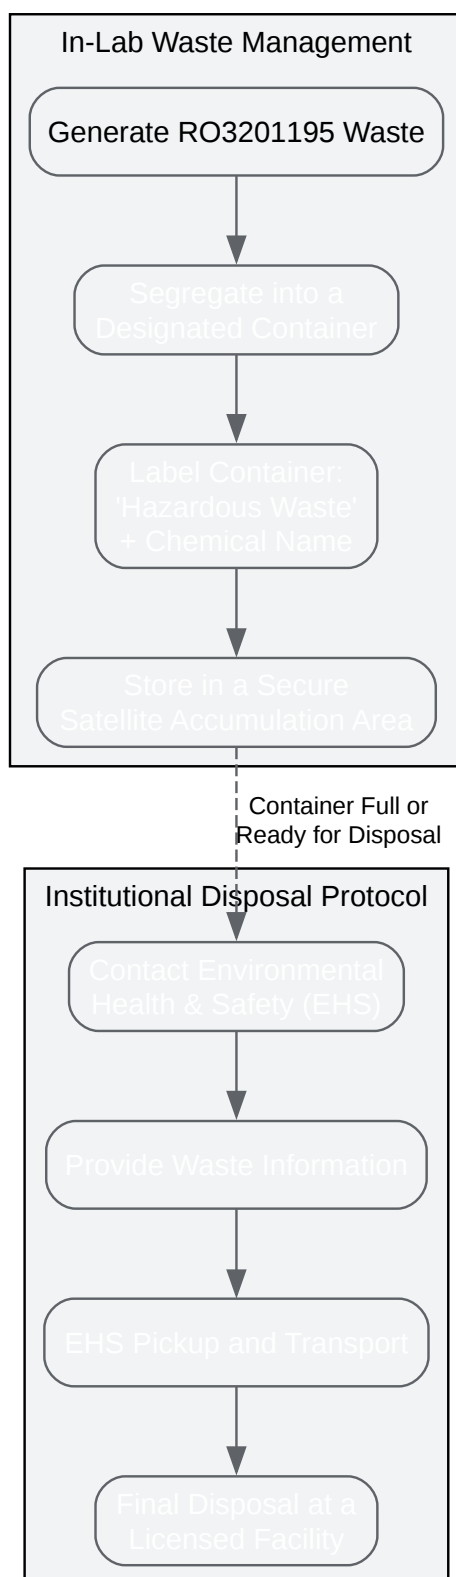 In-Lab Waste Management
Generate RO3201195 Waste
Segregate into a
Designated Container
Label Container:
'Hazardous Waste'
+ Chemical Name
Store in a Secure
Satellite Accumulation Area
Container Full or
Ready for Disposal
Institutional Disposal Protocol
Contact Environmental
Health & Safety (EHS)
Provide Waste Information
EHS Pickup and Transport
Final Disposal at a
Licensed Facility